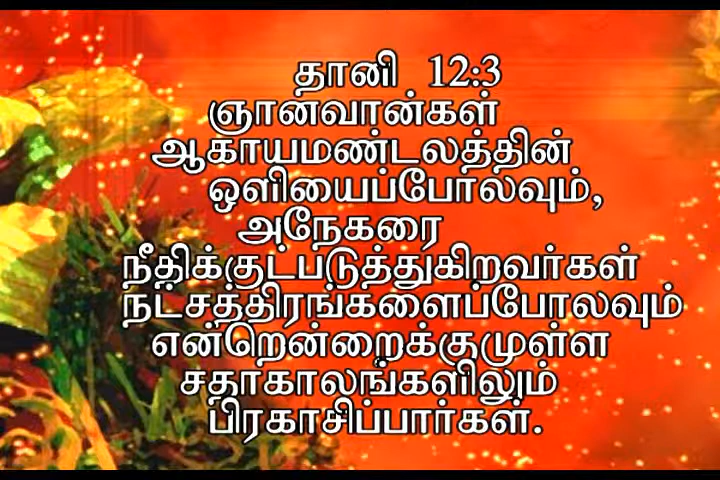 தானி 12:3
ஞானவான்கள்
ஆகாயமண்டலத்தின்
ஒளியைப்போலவும்,
அநேகரை
நீதிக்குட்படுத்துகிறவர்கள்
நட்சத்திரங்களைப்போலவும்
என்றென்றைக்குமுள்ள
சதாகாலங்களிலும்
பிரகாசிப்பார்கள்.